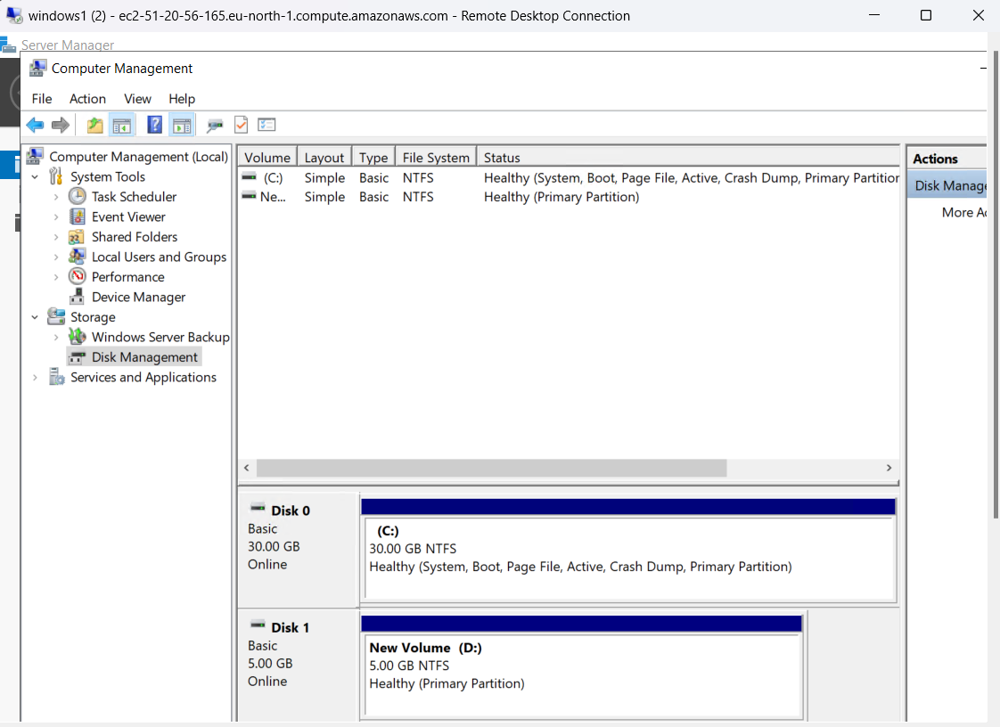 windows1 (2) - ec2-51-20-56-165.eu-north-1.compute.amazonaws.com - Remote Desktop Connection
Server Manager
Computer Management
File Action View Help
Computer Management (Local)
System Tools
Task Scheduler
Event Viewer
Shared Folders
Local Users and Groups
Performance
Device Manager
Storage
Windows Server Backup
Disk Management
Services and Applications
Volume Layout Type File System Status
(C:) Simple Basic NTFS Healthy (System, Boot, Page File, Active, Crash Dump, Primary Partition
Ne... Simple Basic NTFS Healthy (Primary Partition)
Disk 0
Basic
30.00 GB
Online
(C:)
30.00 GB NTFS
Healthy (System, Boot, Page File, Active, Crash Dump, Primary Partition)
Disk 1
Basic
5.00 GB
Online
New Volume (D:)
5.00 GB NTFS
Healthy (Primary Partition)
Actions
Disk Manage
More Ac